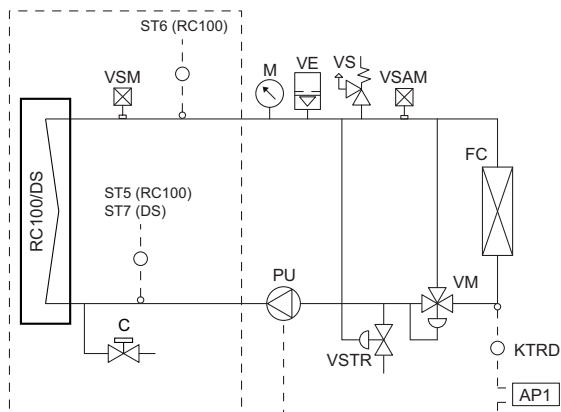 ST6 (RC100)
VSM
M
VE
VS
VSAM
FC
RC100/DS
ST5 (RC100)
ST7 (DS)
PU
VM
C
VSTR
KTRD
AP1